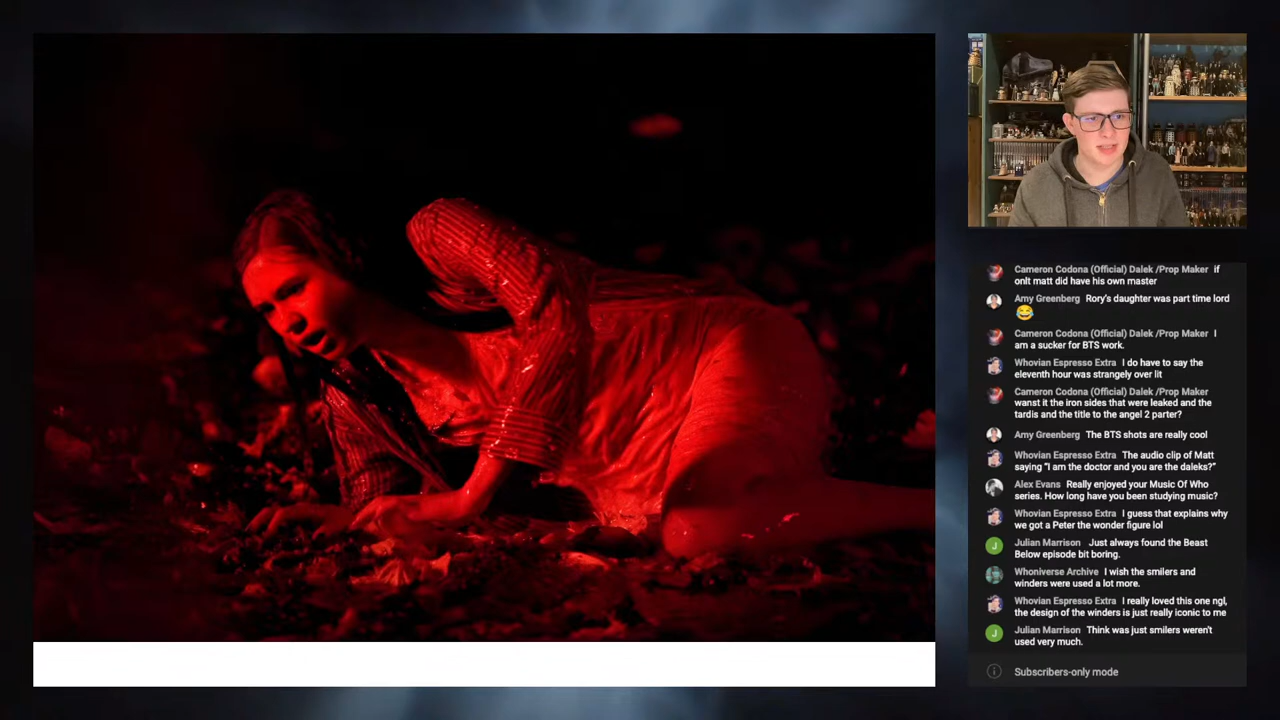 Cameron Codona (Official) Dalek /Prop Maker if
onlt matt did have his own master
Amy Greenberg Rory's daughter was part time lord
😂
Cameron Codona (Official) Dalek /Prop Maker I
am a sucker for BTS work.
Whovian Espresso Extra I do have to say the
eleventh hour was strangely over lit
Cameron Codona (Official) Dalek /Prop Maker
wanst it the iron sides that were leaked and the
tardis and the title to the angel 2 parter?
Amy Greenberg The BTS shots are really cool
Whovian Espresso Extra The audio clip of Matt
saying "I am the doctor and you are the daleks?"
Alex Evans Really enjoyed your Music Of Who
series. How long have you been studying music?
Whovian Espresso Extra I guess that explains why
we got a Peter the wonder figure lol
J
Julian Marrison Just always found the Beast
Below episode bit boring.
Whoniverse Archive I wish the smilers and
winders were used a lot more.
Whovian Espresso Extra I really loved this one ngl,
the design of the winders is just really iconic to me
J
Julian Marrison Think was just smilers weren't
used very much.
Subscribers-only mode